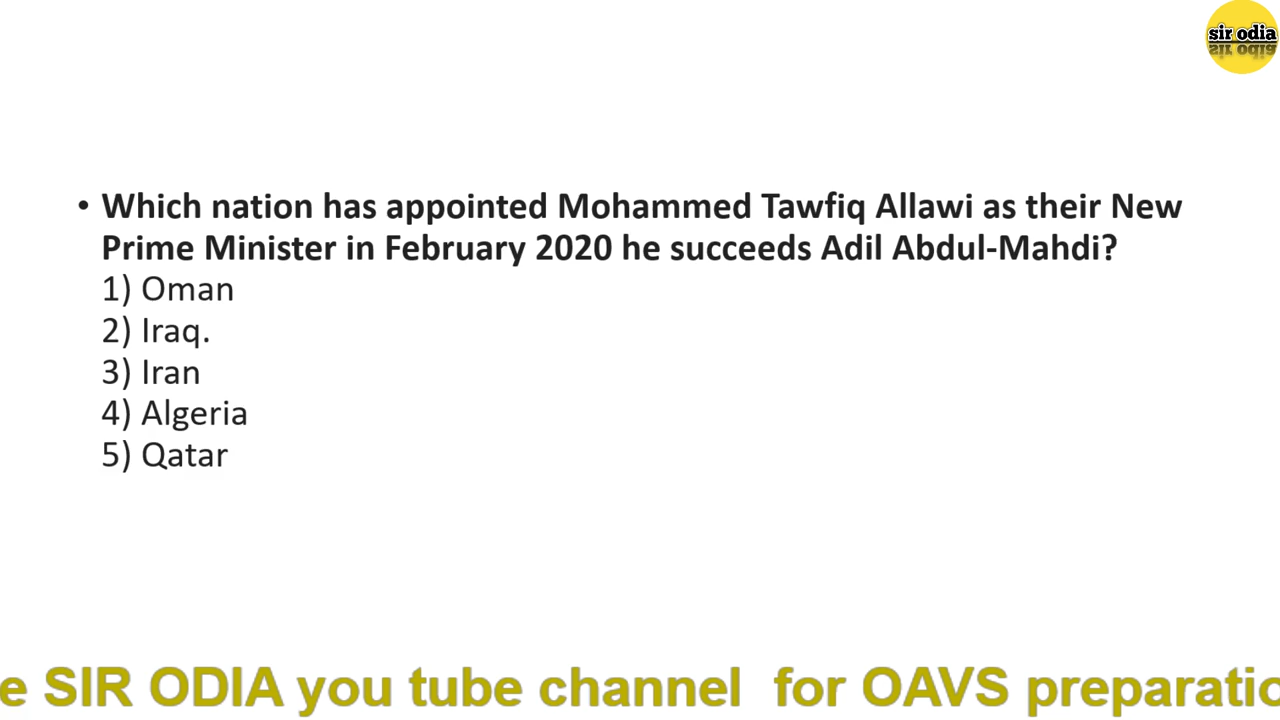 sir odia
• Which nation has appointed Mohammed Tawfiq Allawi as their New
Prime Minister in February 2020 he succeeds Adil Abdul-Mahdi?
1) Oman
2) Iraq.
3) Iran
4) Algeria
5) Qatar
e SIR ODIA you tube channel for OAVS preparatio